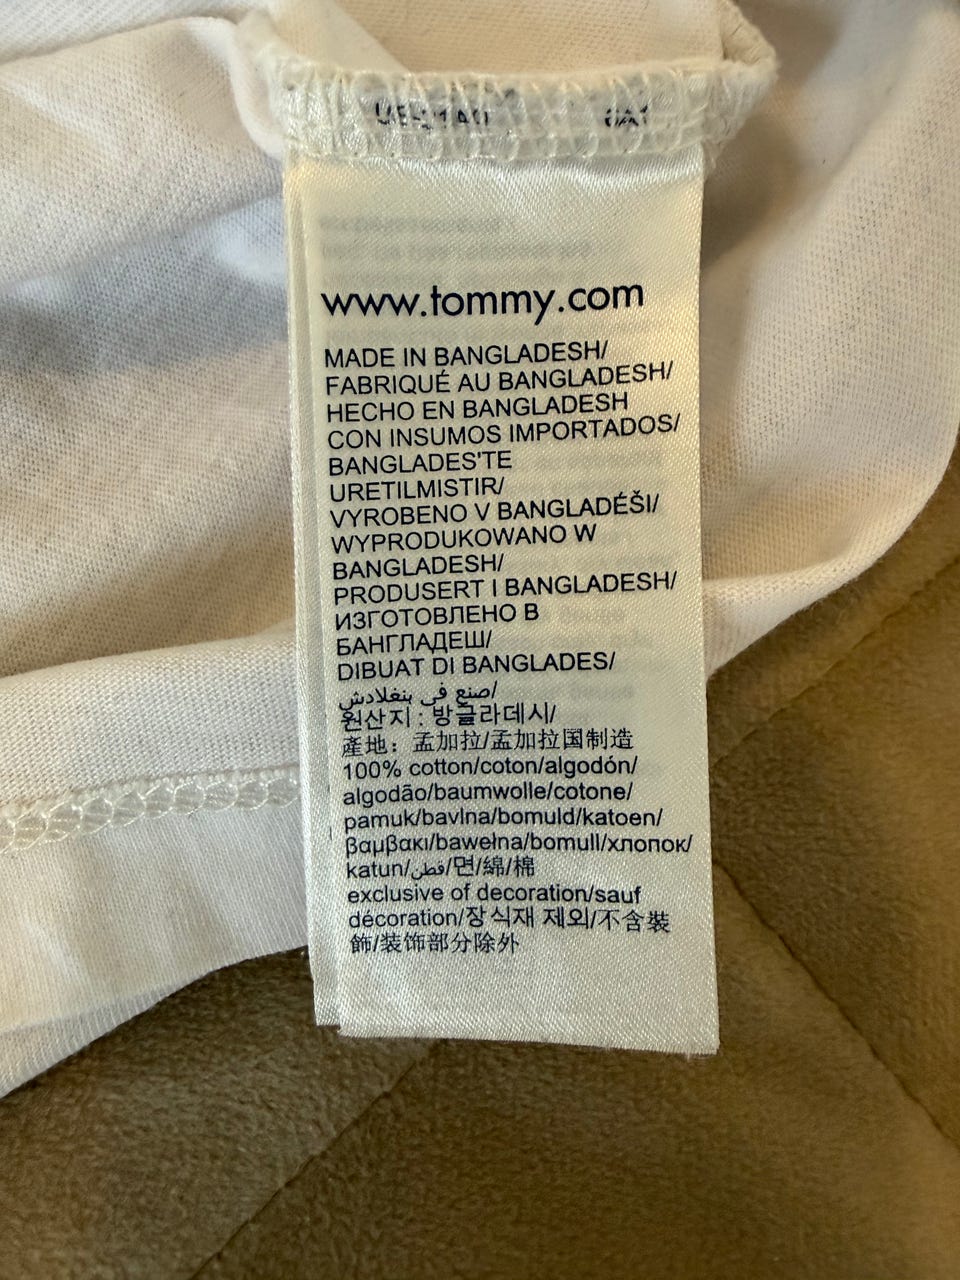 www.tommy.com
MADE IN BANGLADESH/
FABRIQUÉ AU BANGLADESH/
HECHO EN BANGLADESH
CON INSUMOS IMPORTADOS/
BANGLADES'TE
URETILMISTIR/
VYROBENO V BANGLADÉŠI/
WYPRODUKOWANO W
BANGLADESH/
PRODUSERT I BANGLADESH/
ИЗГОТОВЛЕНО В
БАНГЛАДЕШ/
DIBUAT DI BANGLADES/
صنع في بنغلادش/
원산지 : 방글라데시/
產地：孟加拉/孟加拉国制造
100% cotton/coton/algodón/
algodão/baumwolle/cotone/
pamuk/bavlna/bomuld/katoen/
βαμβακι/bawełna/bomull/хлопок/
katun/قطن/면/綿/棉
exclusive of decoration/sauf
décoration/장식재 제외/不含裝
飾/装饰部分除外